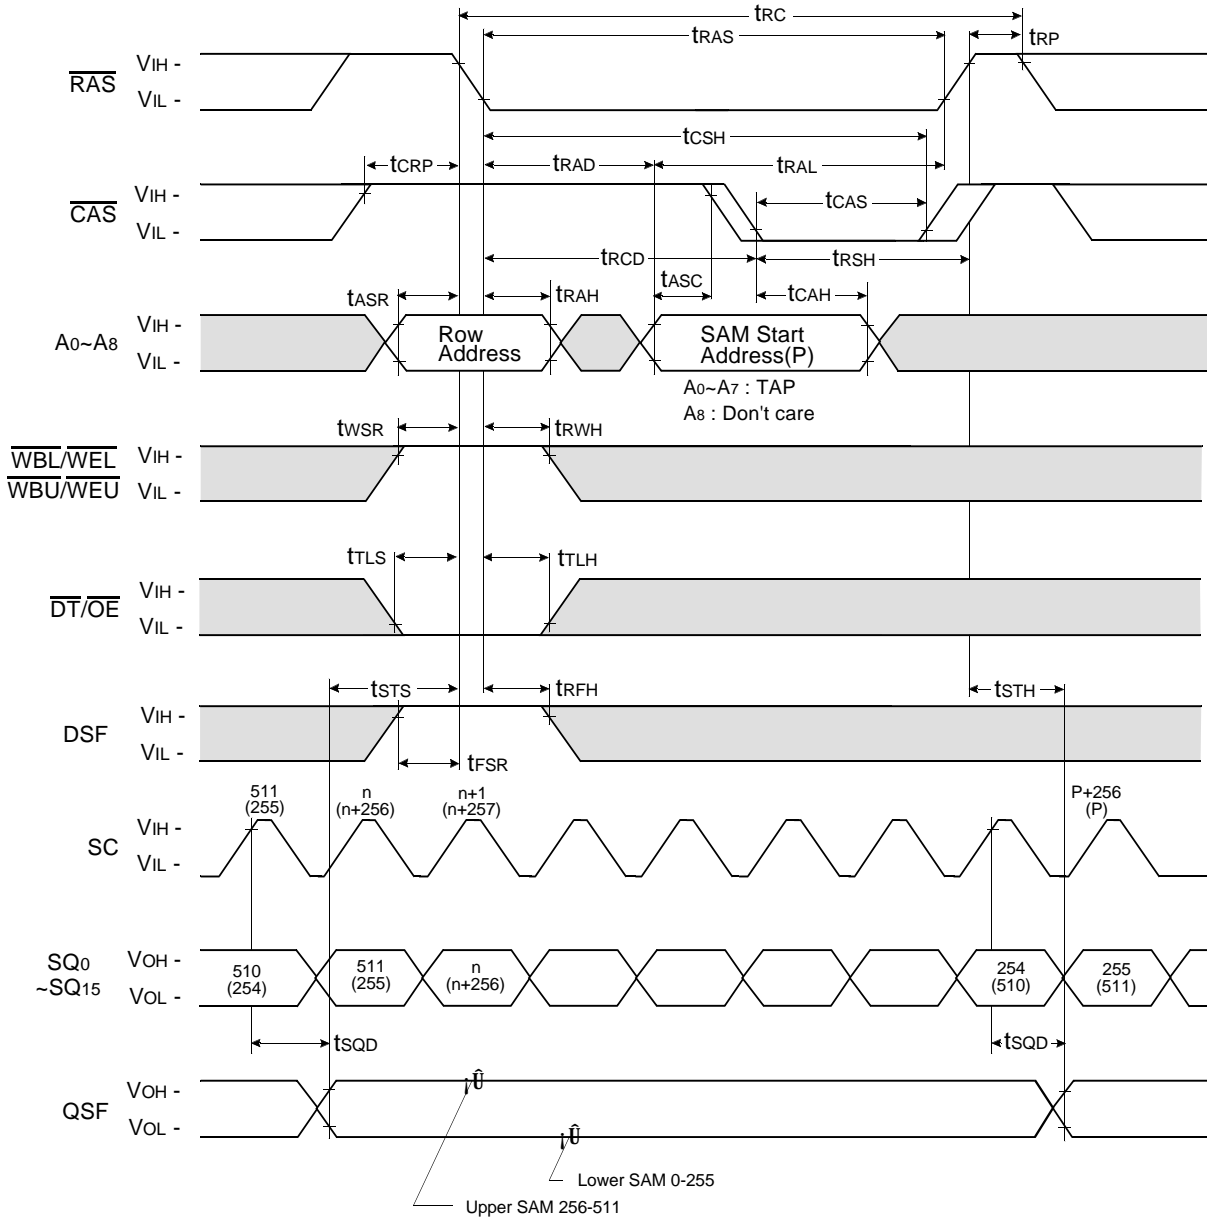 tRC
tRAS
tRP
RAS
VIH -
VIL -
tCSH
tCRP
tRAD
tRAL
CAS
VIH -
VIL -
tCAS
tRCD
tRSH
tASR
tRAH
tASC
tCAH
A0~A8
VIH -
VIL -
Row
Address
SAM Start
Address(P)
A0~A7 : TAP
A8 : Don't care
tWSR
tRWH
WBL/WEL
WBU/WEU
VIH -
VIL -
tTLS
tTLH
DT/OE
VIH -
VIL -
tSTS
tRFH
tSTH
DSF
VIH -
VIL -
tFSR
511
(255)
n
(n+256)
n+1
(n+257)
P+256
(P)
SC
VIH -
VIL -
SQ0
~SQ15
VOH -
VOL -
510
(254)
511
(255)
n
(n+256)
254
(510)
255
(511)
tSQD
tSQD
QSF
VOH -
VOL -
¡Û
¡Û
Lower SAM 0-255
Upper SAM 256-511